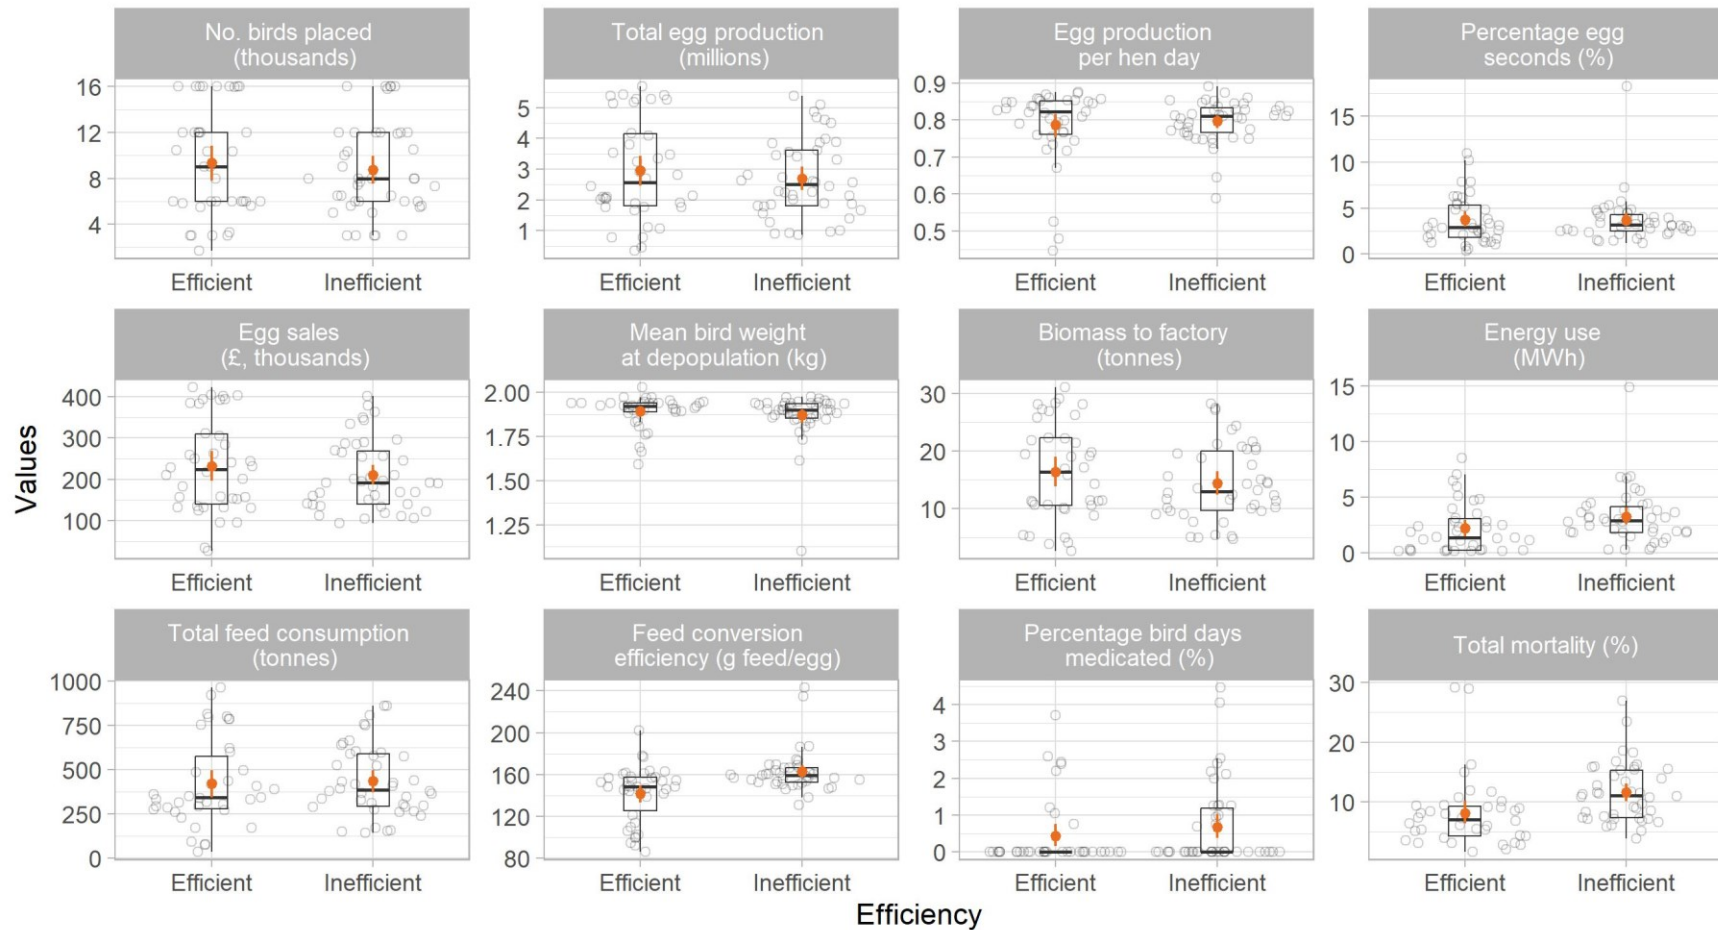 No. birds placed
(thousands)
Total egg production
(millions)
Egg production
per hen day
Percentage egg
seconds (%)
16
12
8
4
5
4
3
2
1
0.9
0.8
0.7
0.6
0.5
15
10
5
0
Efficient Inefficient
Efficient Inefficient
Efficient Inefficient
Efficient Inefficient
Values
Egg sales
(£, thousands)
Mean bird weight
at depopulation (kg)
Biomass to factory
(tonnes)
Energy use
(MWh)
400
300
200
100
2.00
1.75
1.50
1.25
30
20
10
15
10
5
0
Efficient Inefficient
Efficient Inefficient
Efficient Inefficient
Efficient Inefficient
Total feed consumption
(tonnes)
Feed conversion
efficiency (g feed/egg)
Percentage bird days
medicated (%)
Total mortality (%)
1000
750
500
250
0
240
200
160
120
80
4
3
2
1
0
30
20
10
Efficient Inefficient
Efficient Inefficient
Efficient Inefficient
Efficient Inefficient
Efficiency